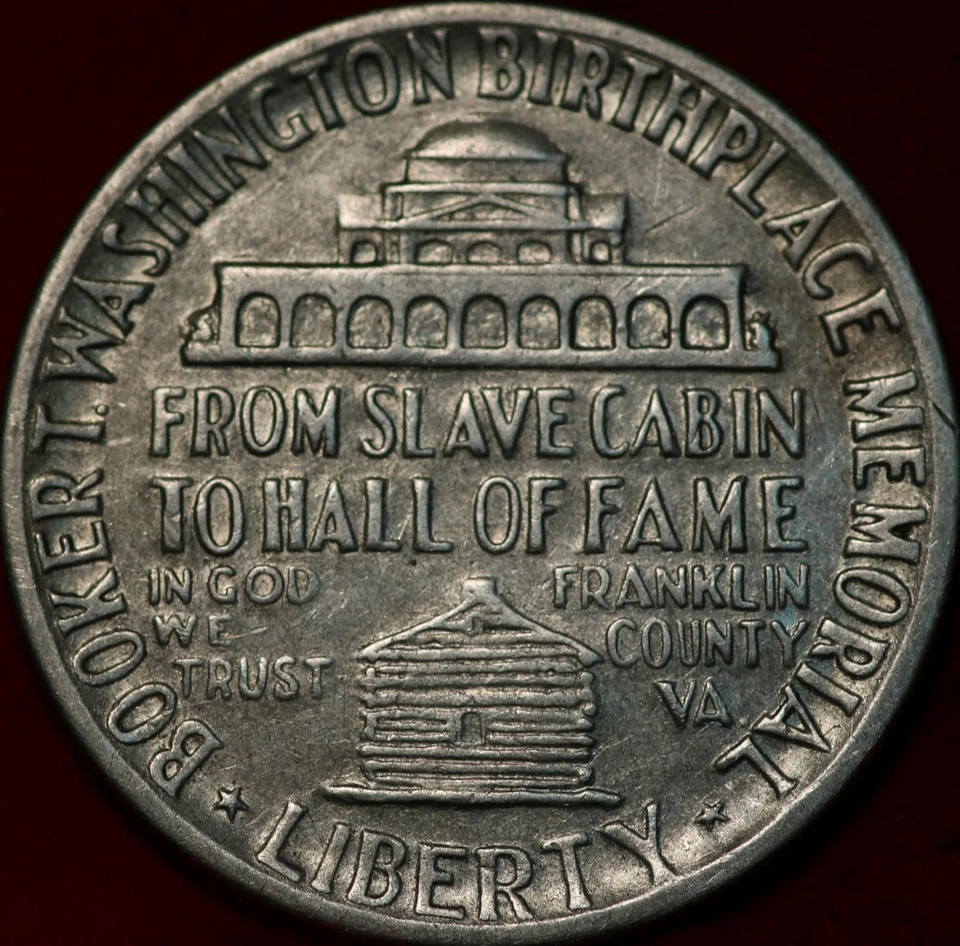 BOOKER T. WASHINGTON BIRTHPLACE MEMORIAL
FROM SLAVE CABIN
TO HALL OF FAME
IN GOD
WE
TRUST
FRANKLIN
COUNTY
VA
LIBERTY